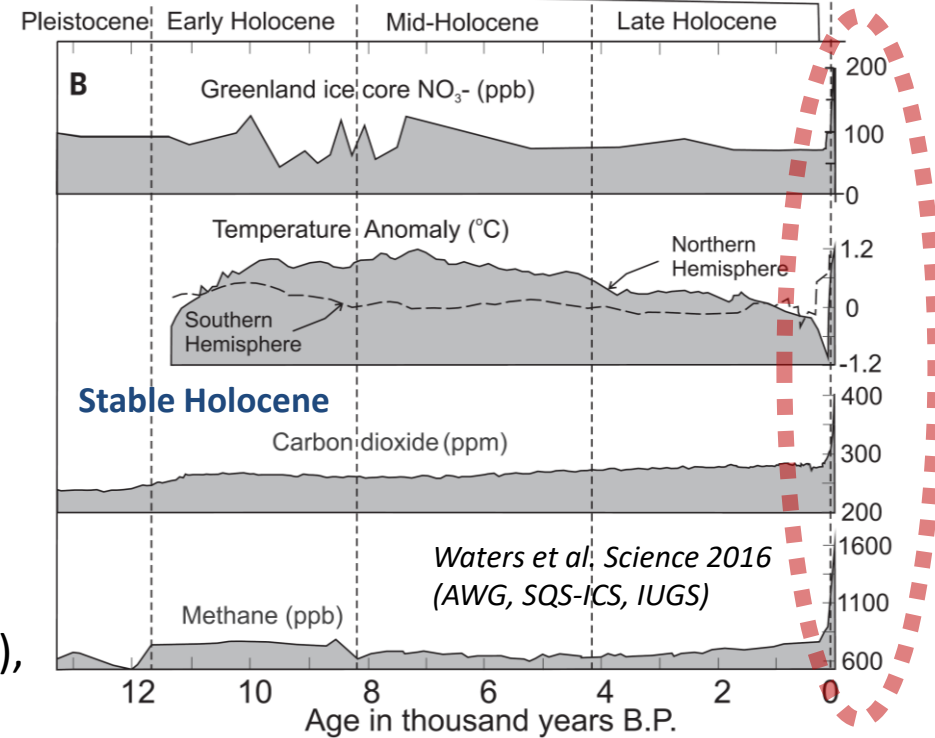 Pleistocene Early Holocene Mid-Holocene Late Holocene
B
Greenland ice core NO₃- (ppb)
200
100
0
Temperature Anomaly (°C)
Northern
Hemisphere
Southern
Hemisphere
1.2
0
-1.2
Stable Holocene
Carbon dioxide (ppm)
400
300
200
Waters et al. Science 2016
(AWG, SQS-ICS, IUGS)
Methane (ppb)
1600
1100
600
),
12 10 8 6 4 2 0
Age in thousand years B.P.